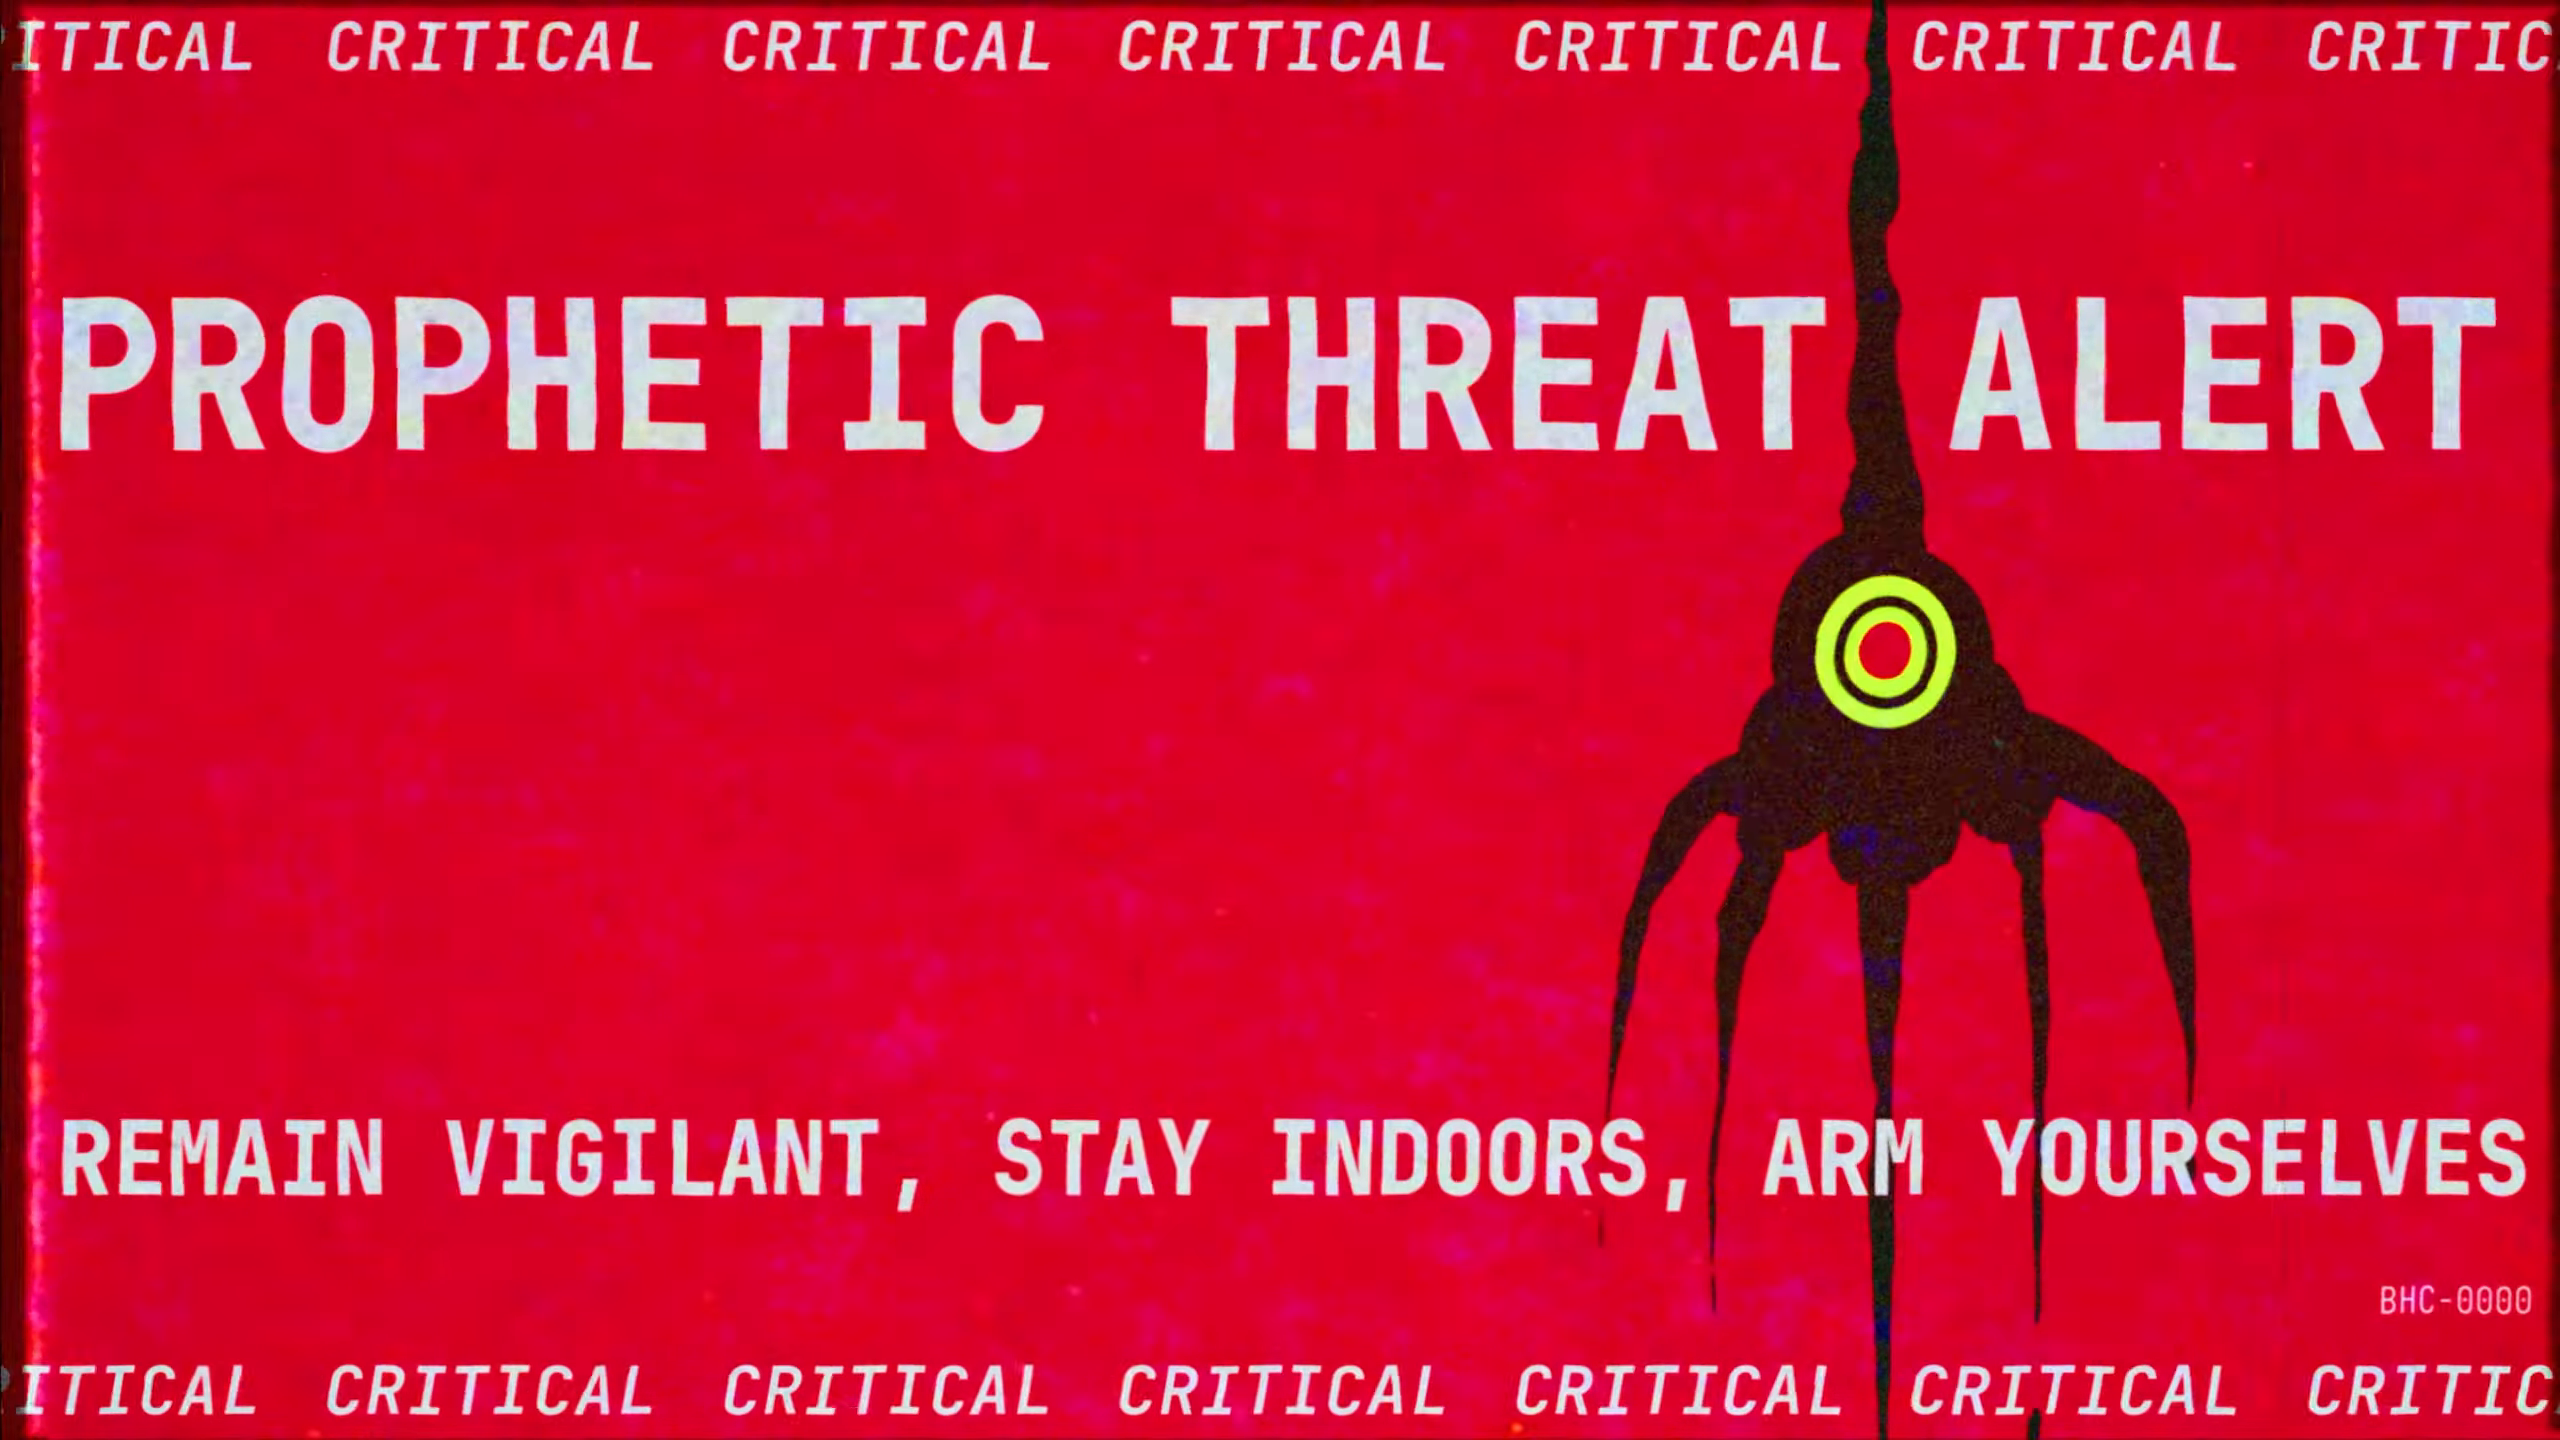 ITICAL CRITICAL CRITICAL CRITICAL CRITICAL CRITICAL CRITIC
PROPHETIC THREAT ALERT
REMAIN VIGILANT, STAY INDOORS, ARM YOURSELVES
BHC-0000
ITICAL CRITICAL CRITICAL CRITICAL CRITICAL CRITICAL CRITIC